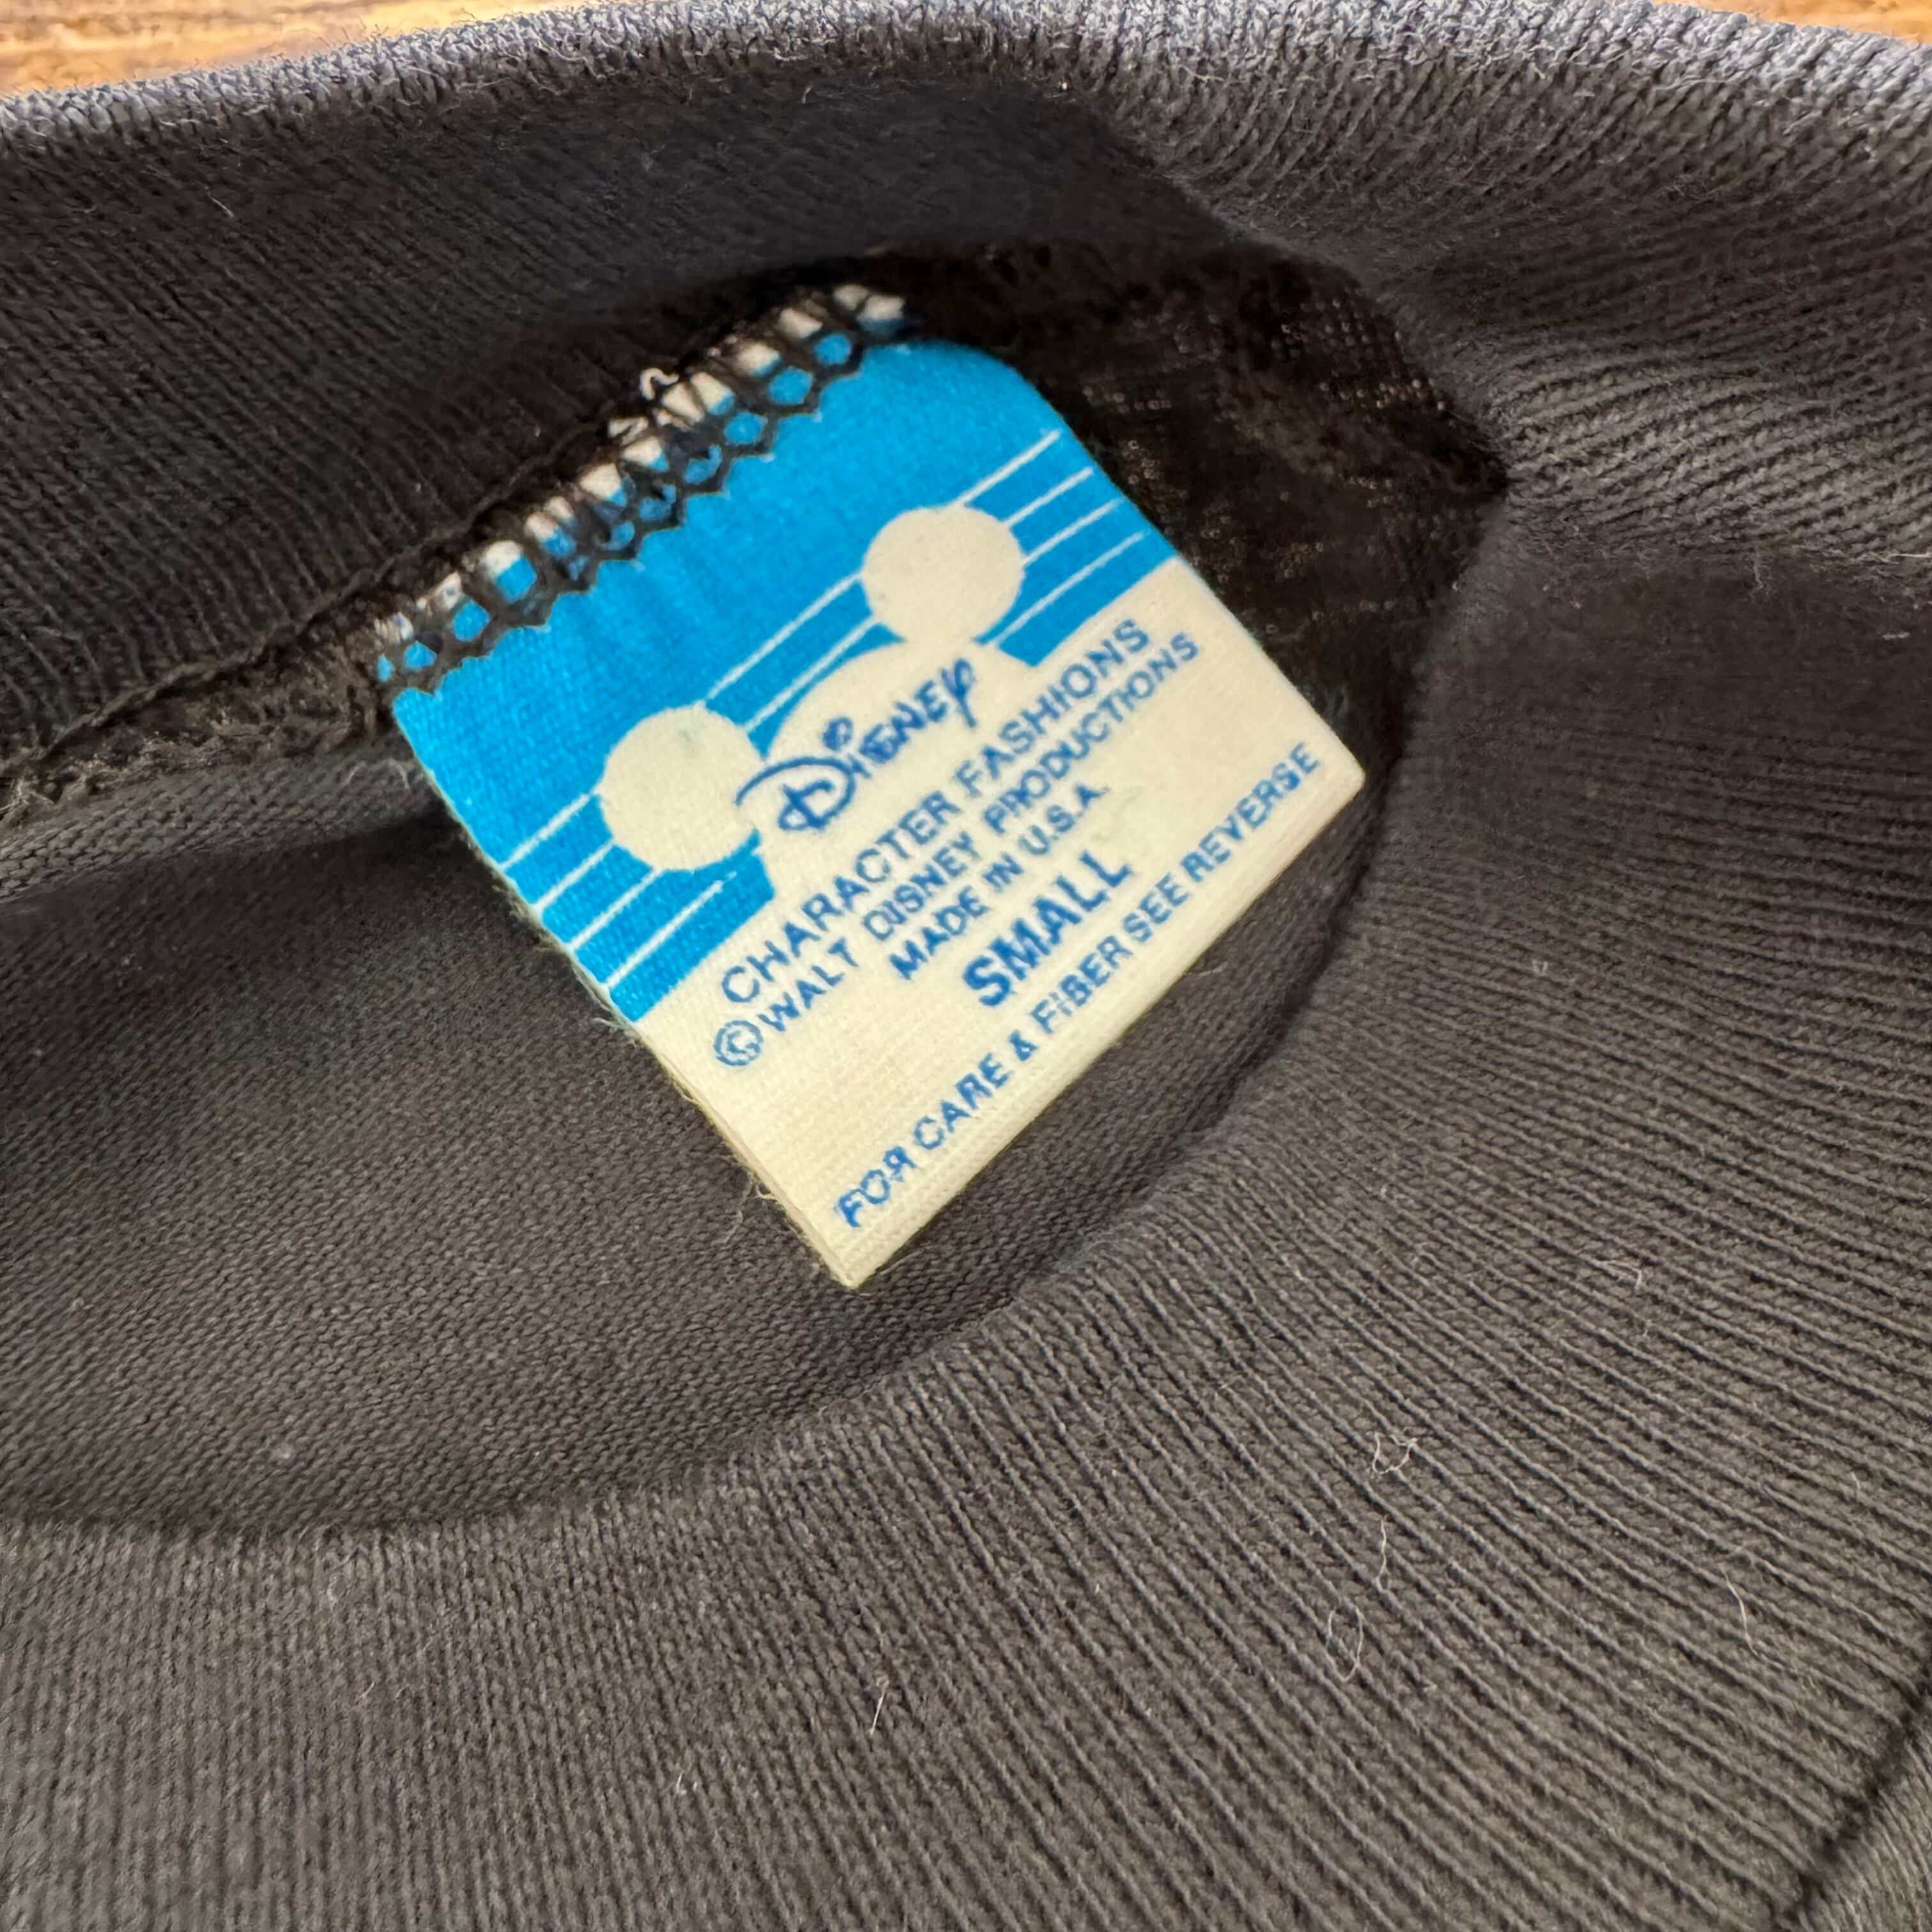 Disney
CHARACTER FASHIONS
©WALT DISNEY PRODUCTIONS
MADE IN U.S.A.
SMALL
FOR CARE & FIBER SEE REVERSE